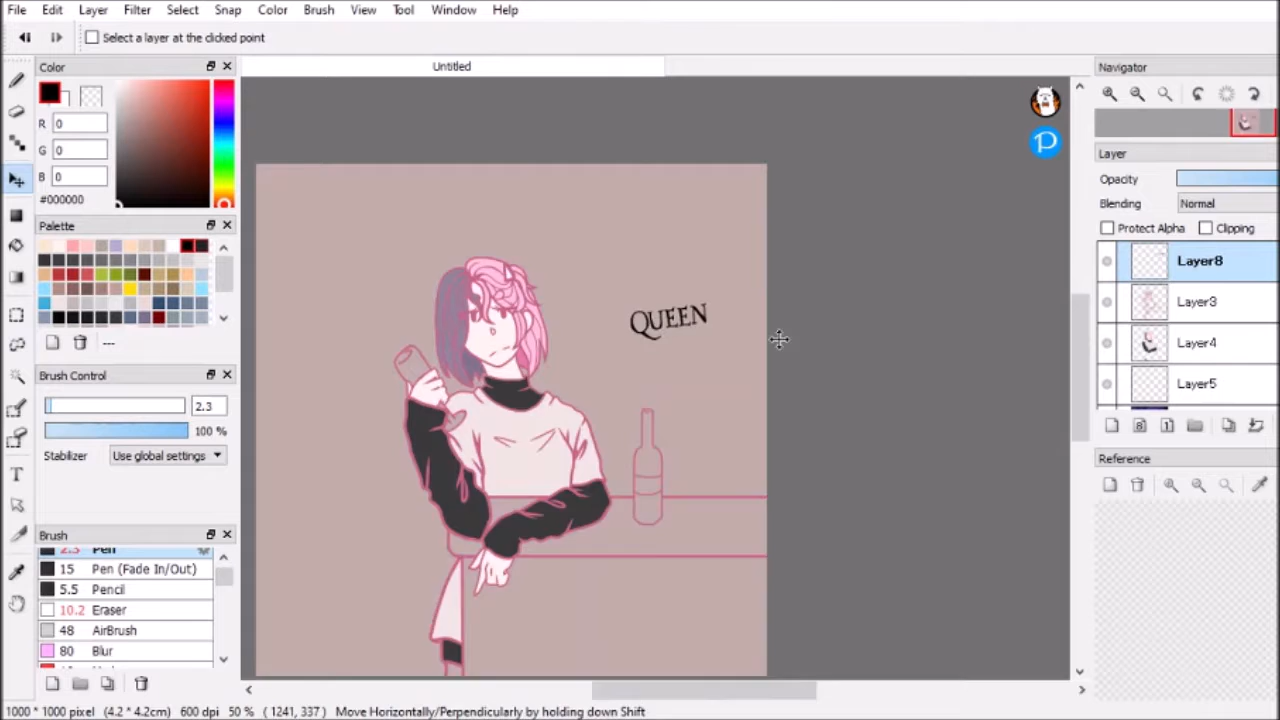 File Edit Layer Filter Select Snap Color Brush View Tool Window Help
Select a layer at the clicked point
Color
Untitled
Navigator
R 0
G 0
B 0
#000000
Layer
Opacity
Blending Normal
Protect Alpha Clipping
Palette
Layer8
Layer3
Layer4
Layer5
QUEEN
---
Brush Control
2.3
100 %
Stabilizer Use global settings
Reference
T
Brush
2.3 Pen
15 Pen (Fade In/Out)
5.5 Pencil
10.2 Eraser
48 AirBrush
80 Blur
1000 * 1000 pixel (4.2 * 4.2cm) 600 dpi 50 % ( 1241, 337 ) Move Horizontally/Perpendicularly by holding down Shift